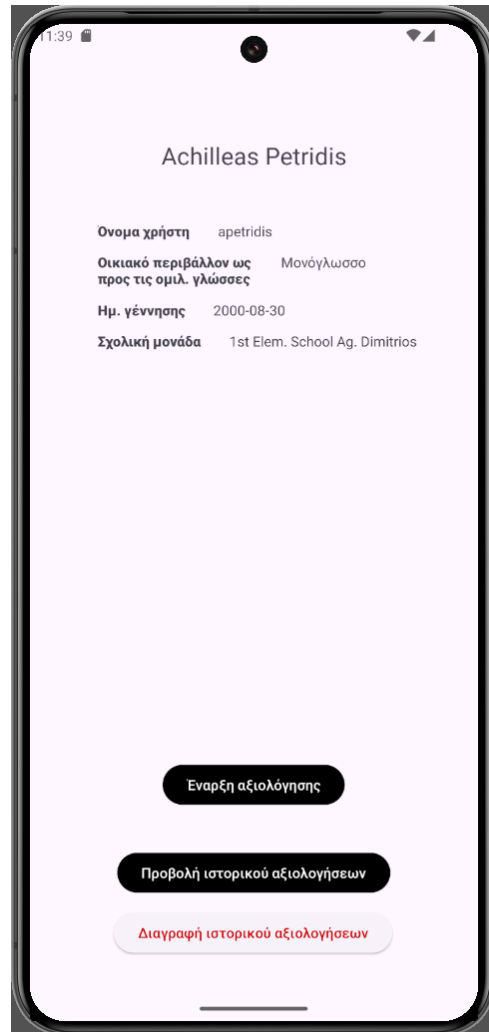 11:39
Achilleas Petridis
Όνομα χρήστη apetridis
Οικιακό περιβάλλον ως Μονόγλωσσο
προς τις ομιλ. γλώσσες
Ημ. γέννησης 2000-08-30
Σχολική μονάδα 1st Elem. School Ag. Dimitrios
Έναρξη αξιολόγησης
Προβολή ιστορικού αξιολογήσεων
Διαγραφή ιστορικού αξιολογήσεων